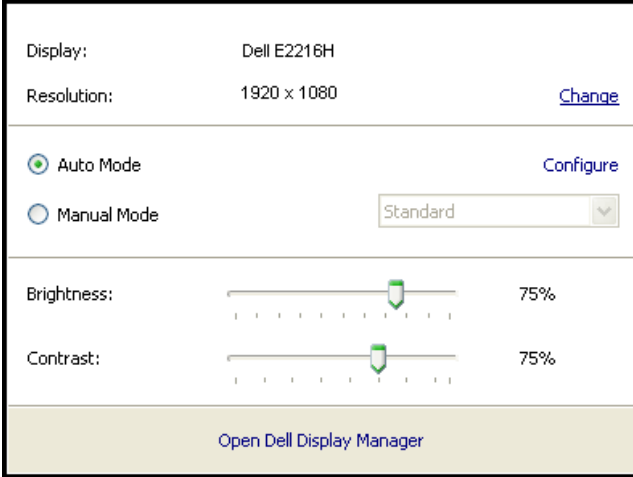 Display: Dell E2216H
Resolution: 1920 x 1080 Change
Auto Mode Configure
Manual Mode Standard
Brightness: 75%
Contrast: 75%
Open Dell Display Manager